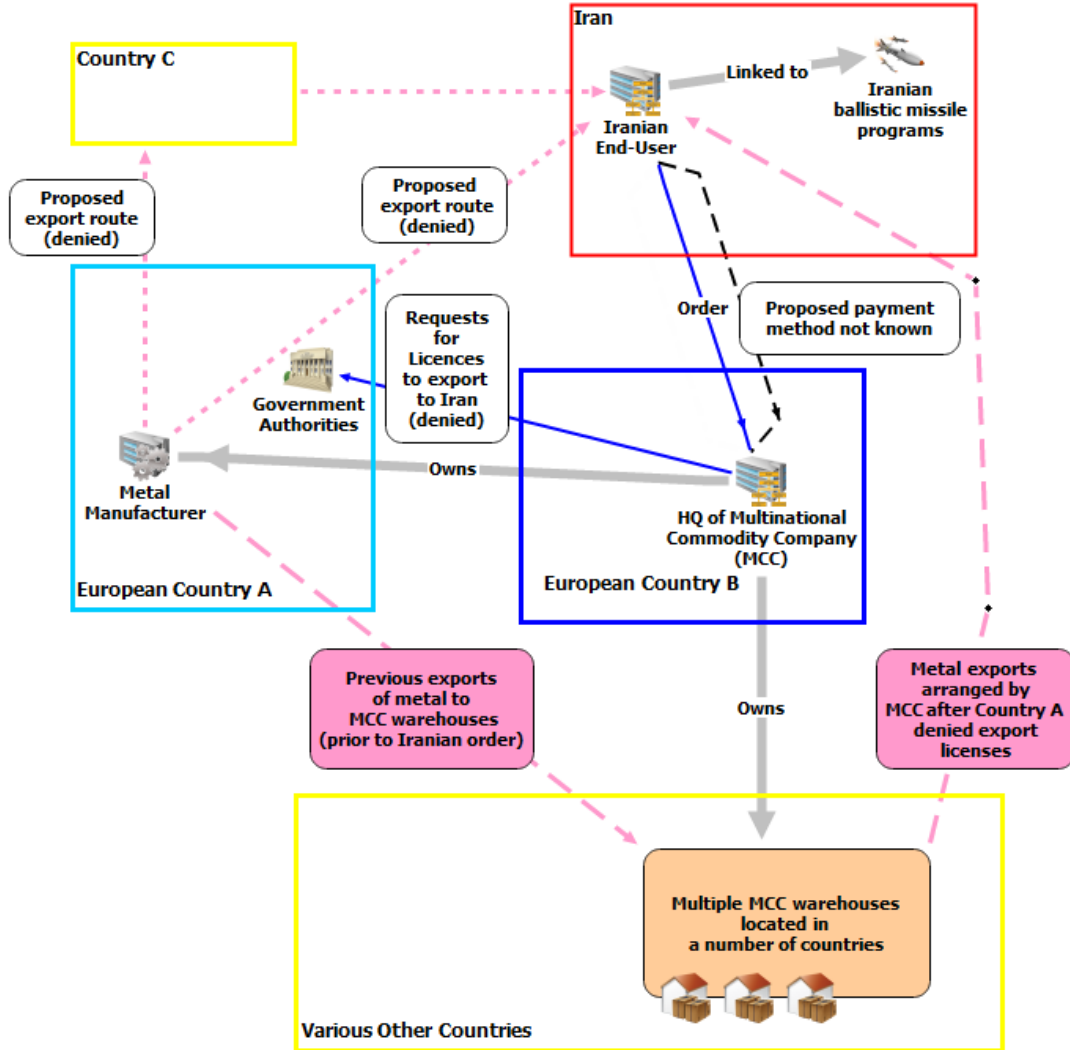 Iran
Country C
Linked to
Iranian
ballistic missile
programs
Iranian
End-User
Proposed
export route
(denied)
Proposed
export route
(denied)
Order
Proposed payment
method not known
Requests
for
Licences
to export
to Iran
(denied)
Government
Authorities
Owns
Metal
Manufacturer
HQ of Multinational
Commodity Company
(MCC)
European Country A
European Country B
Previous exports
of metal to
MCC warehouses
(prior to Iranian order)
Owns
Metal exports
arranged by
MCC after Country A
denied export
licenses
Multiple MCC warehouses
located in
a number of countries
Various Other Countries